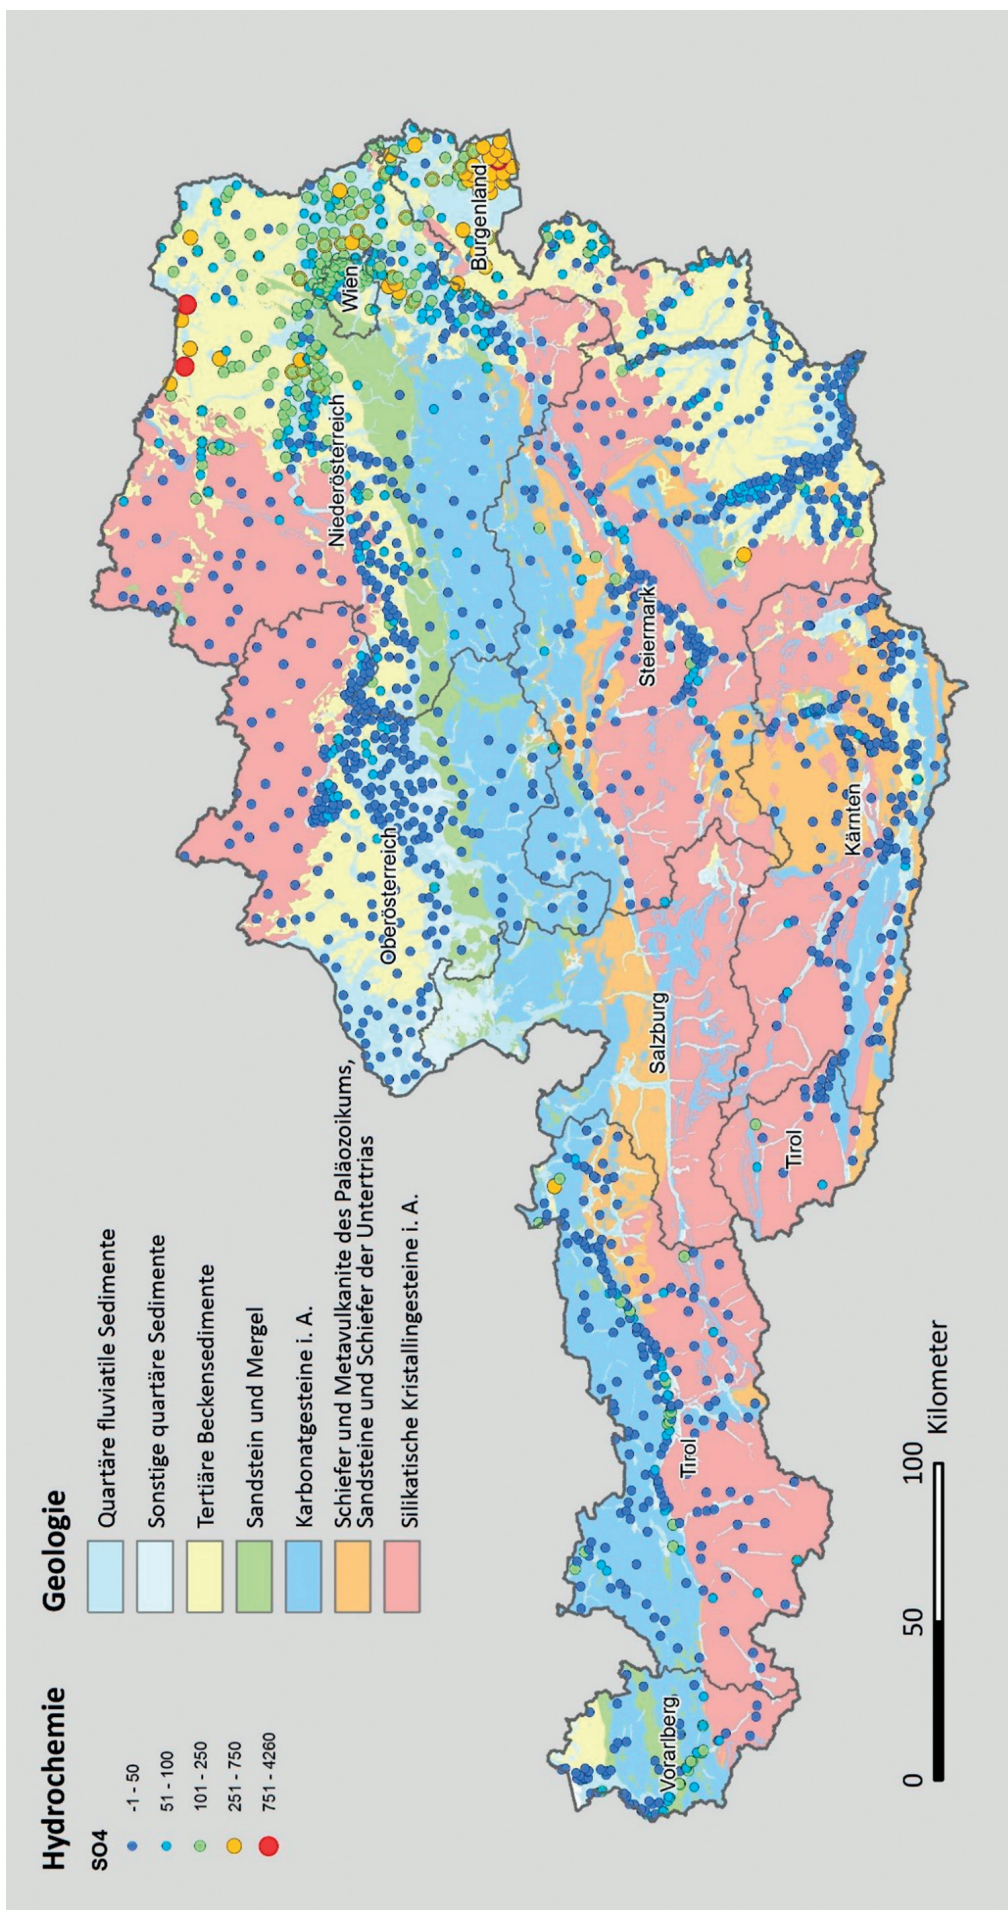 Hydrochemie
SO4
-1 - 50
51 - 100
101 - 250
251 - 750
751 - 4260
Geologie
Quartäre fluviatile Sedimente
Sonstige quartäre Sedimente
Tertiäre Beckensedimente
Sandstein und Mergel
Karbonatgesteine i. A.
Schiefer und Metavulkanite des Paläozoikums,
Sandsteine und Schiefer der Untertrias
Silikatische Kristallingesteine i. A.
Niederösterreich
Wien
Oberösterreich
Burgenland
Steiermark
Salzburg
Tirol
Vorarlberg
Tirol
Kärnten
0
50
100
Kilometer